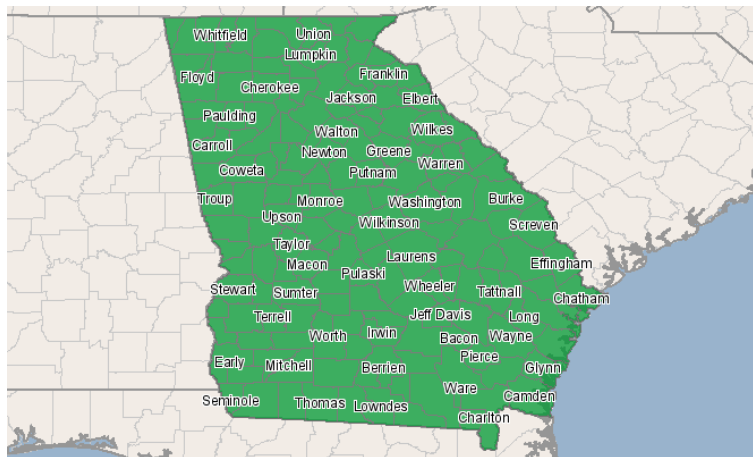 Whitfield
Union
Lumpkin
Floyd
Franklin
Cherokee
Jackson
Elbert
Paulding
Walton
Wilkes
Carroll
Newton
Greene
Warren
Coweta
Putnam
Troup
Monroe
Washington
Burke
Upson
Wilkinson
Screven
Taylor
Laurens
Macon
Effingham
Pulaski
Stewart
Sumter
Wheeler
Tattnall
Chatham
Terrell
Jeff Davis
Long
Worth
Irwin
Bacon
Wayne
Pierce
Early
Mitchell
Berrien
Glynn
Ware
Camden
Seminole
Thomas
Lowndes
Charlton